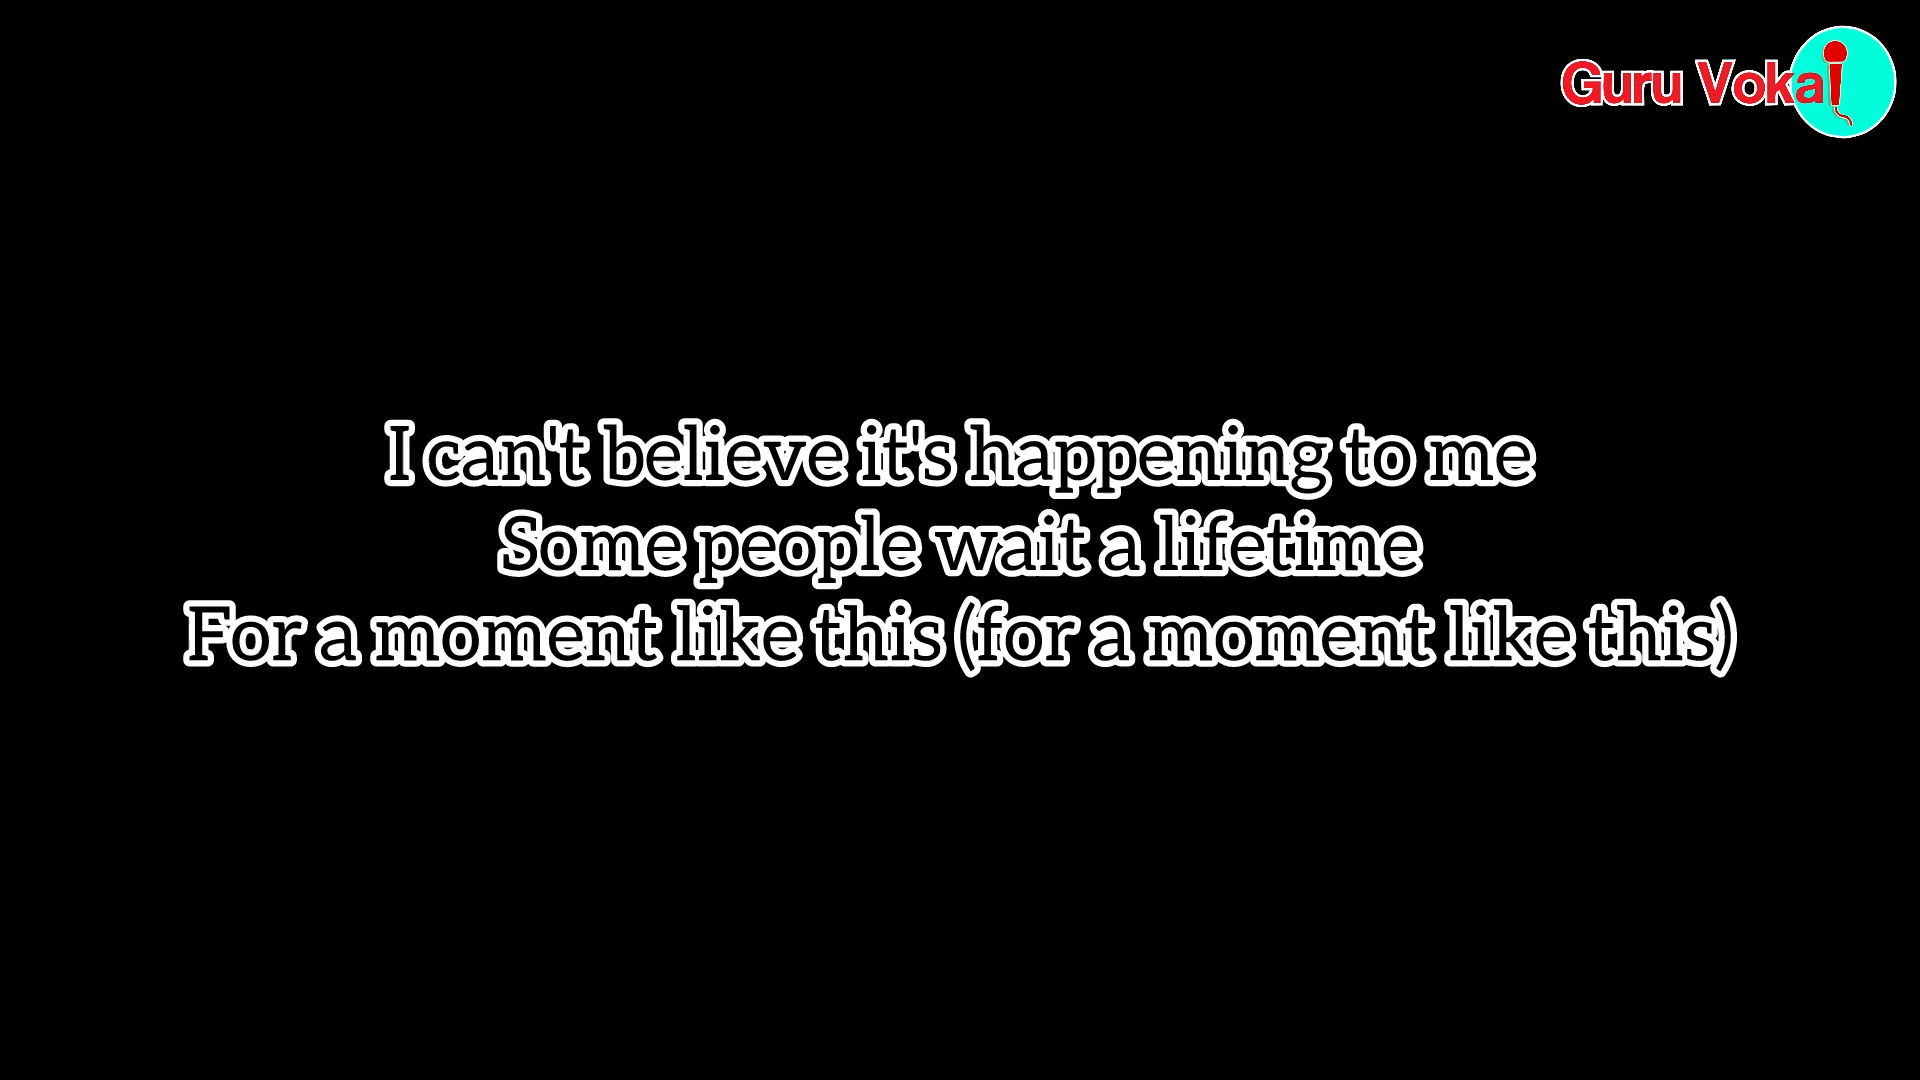 Guru Vokal
I can't believe it's happening to me
Some people wait a lifetime
For a moment like this (for a moment like this)